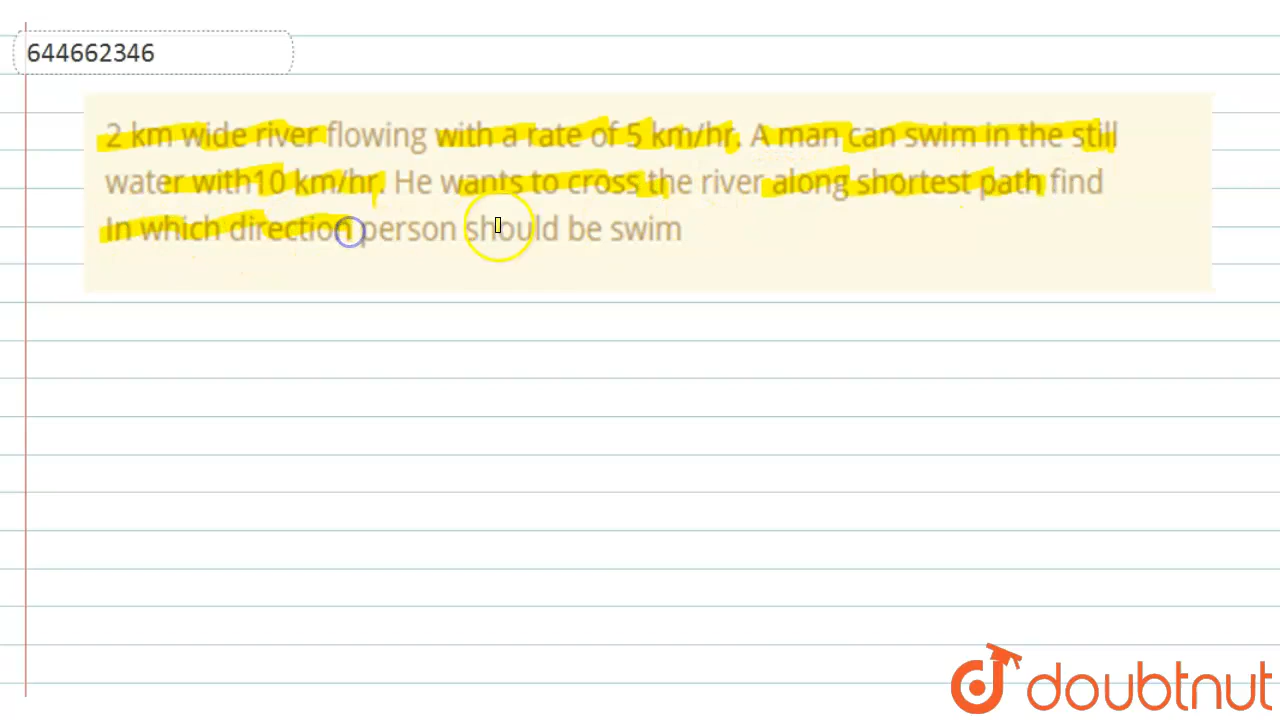 644662346
2 km wide river flowing with a rate of 5 km/hr. A man can swim in the still
water with10 km/hr. He wants to cross the river along shortest path find
In which direction person should be swim
doubtnut